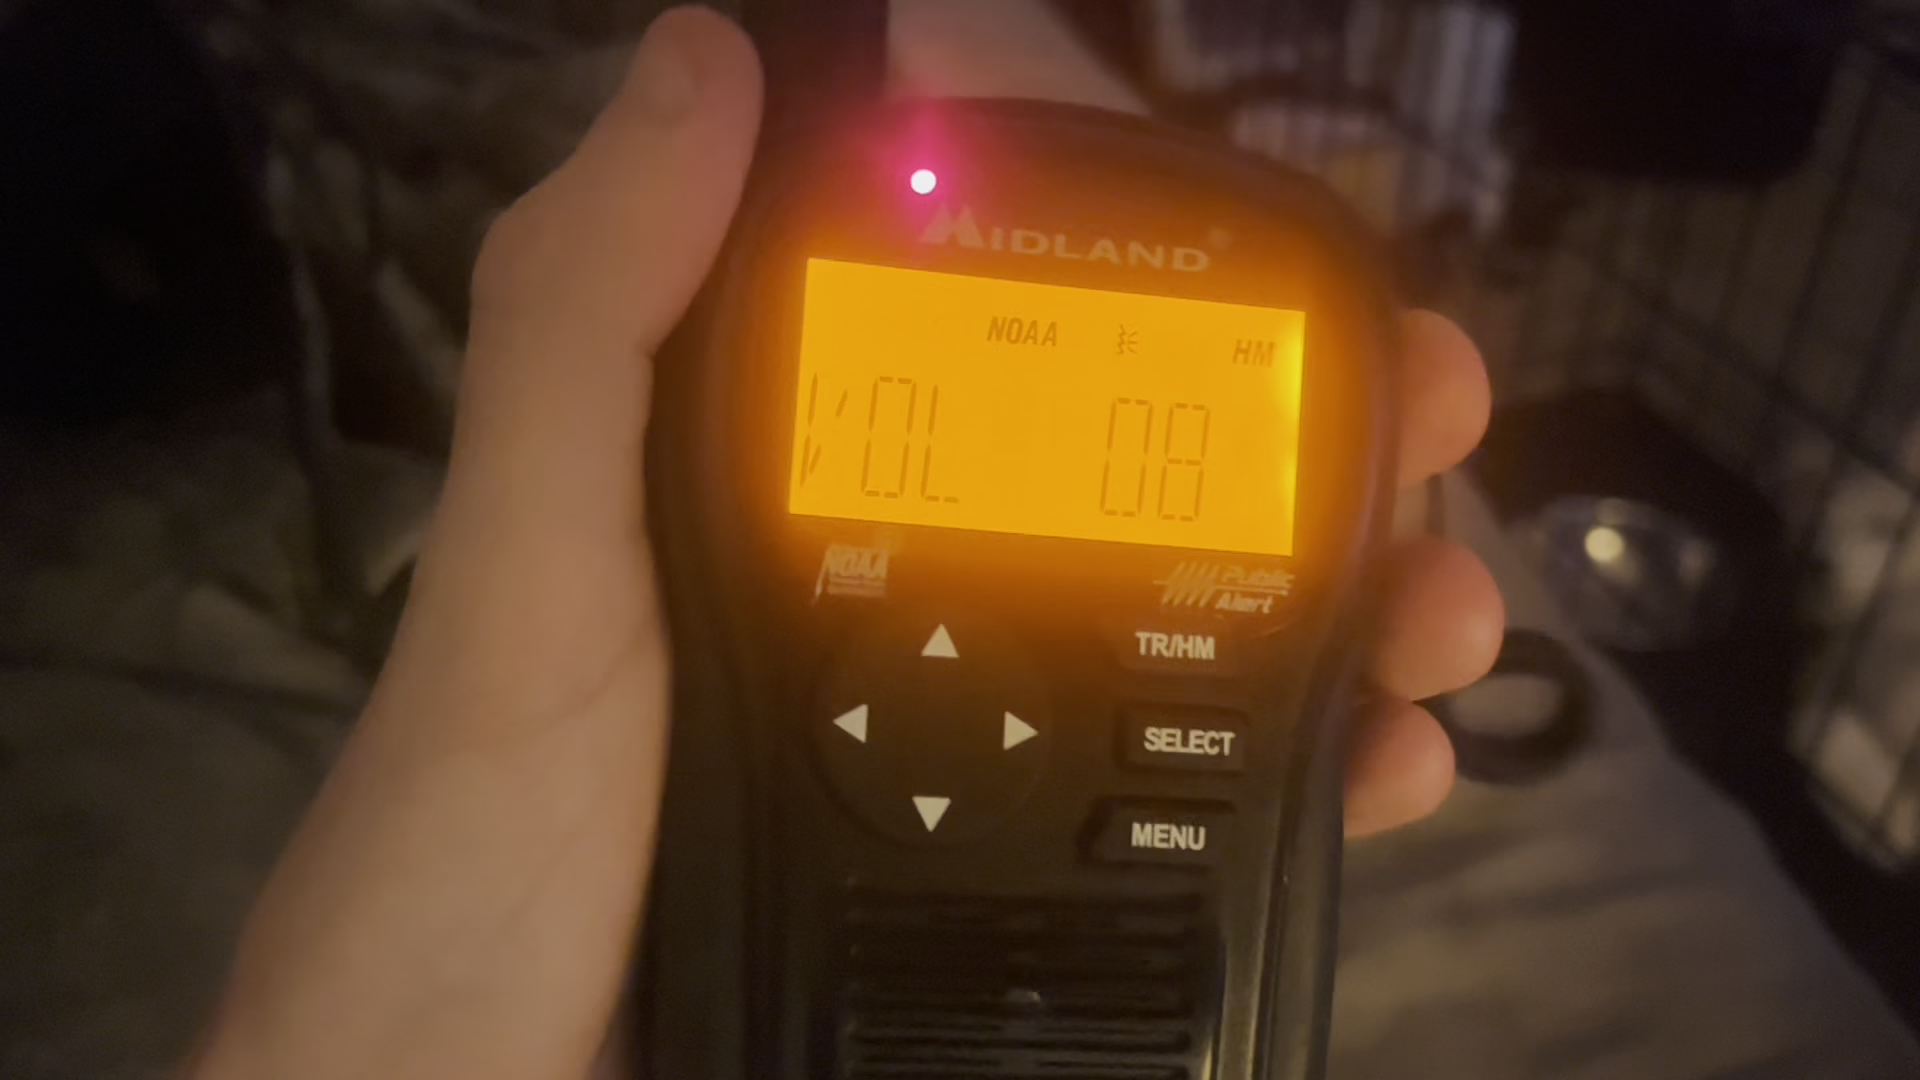 MIDLAND
NOAA HM
VOL 08
NOAA
Public
Alert
TR/HM
SELECT
MENU